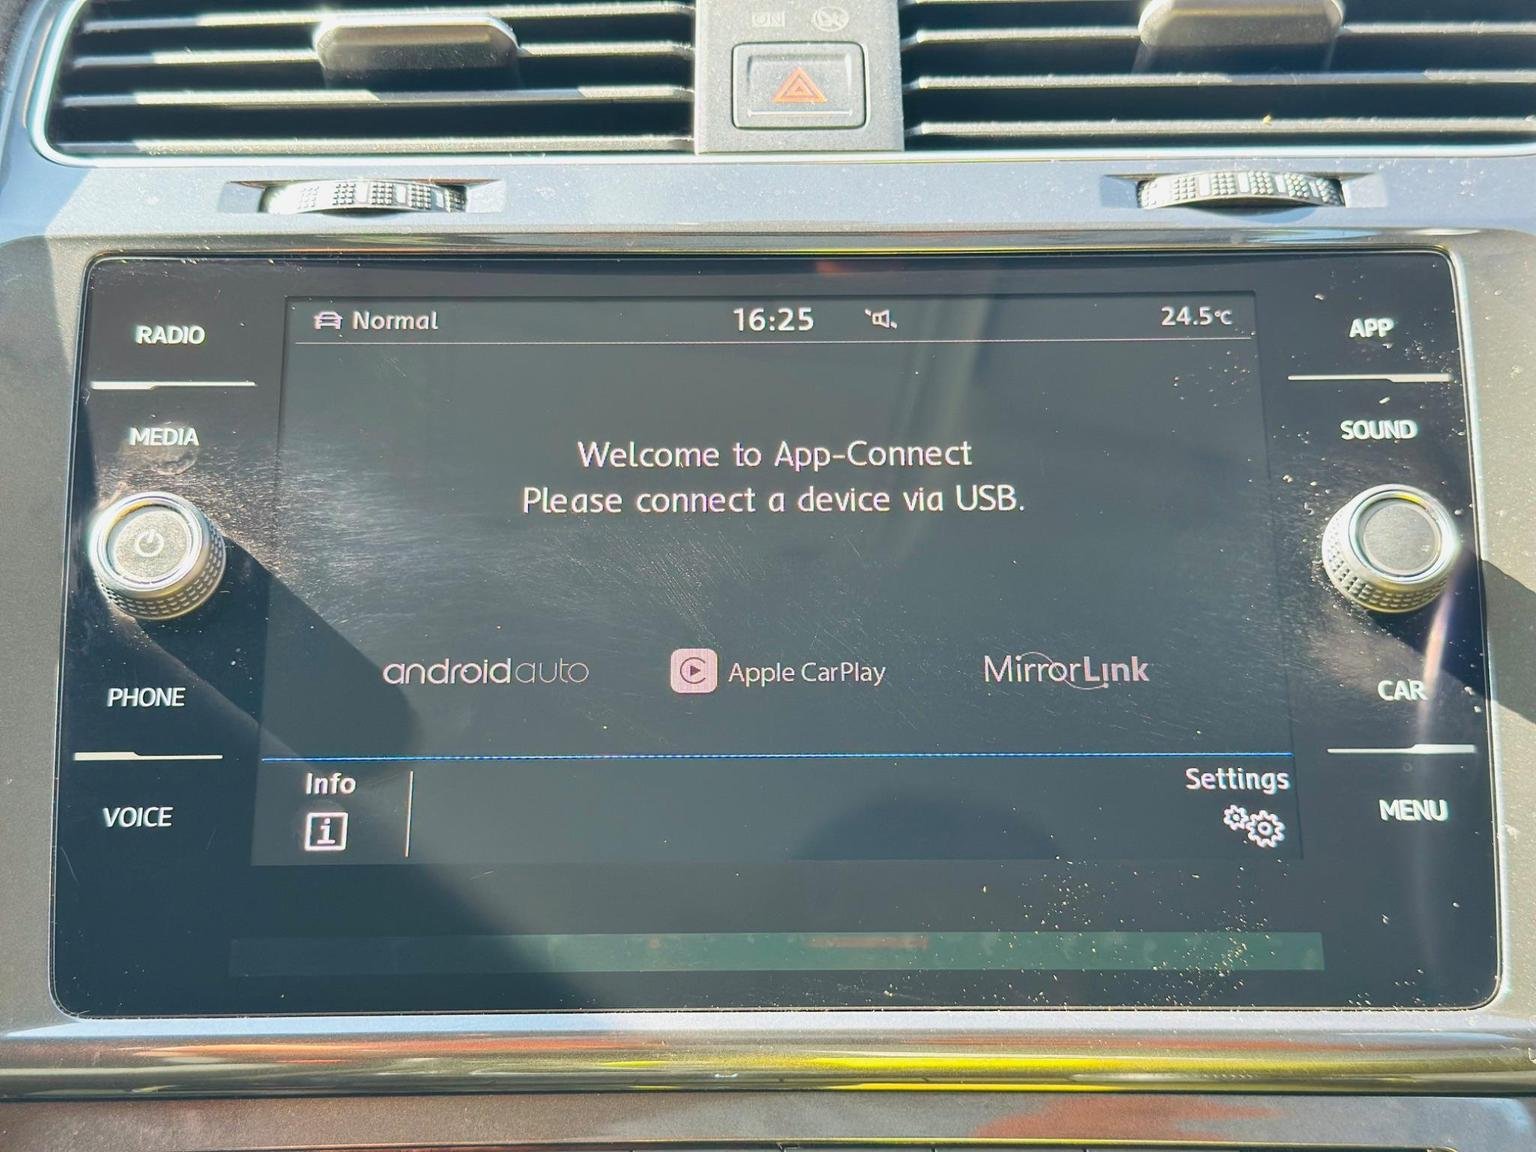 RADIO
MEDIA
PHONE
VOICE
Normal
16:25
24.5°C
Welcome to App-Connect
Please connect a device via USB.
androidauto
Apple CarPlay
MirrorLink
Info
i
Settings
APP
SOUND
CAR
MENU